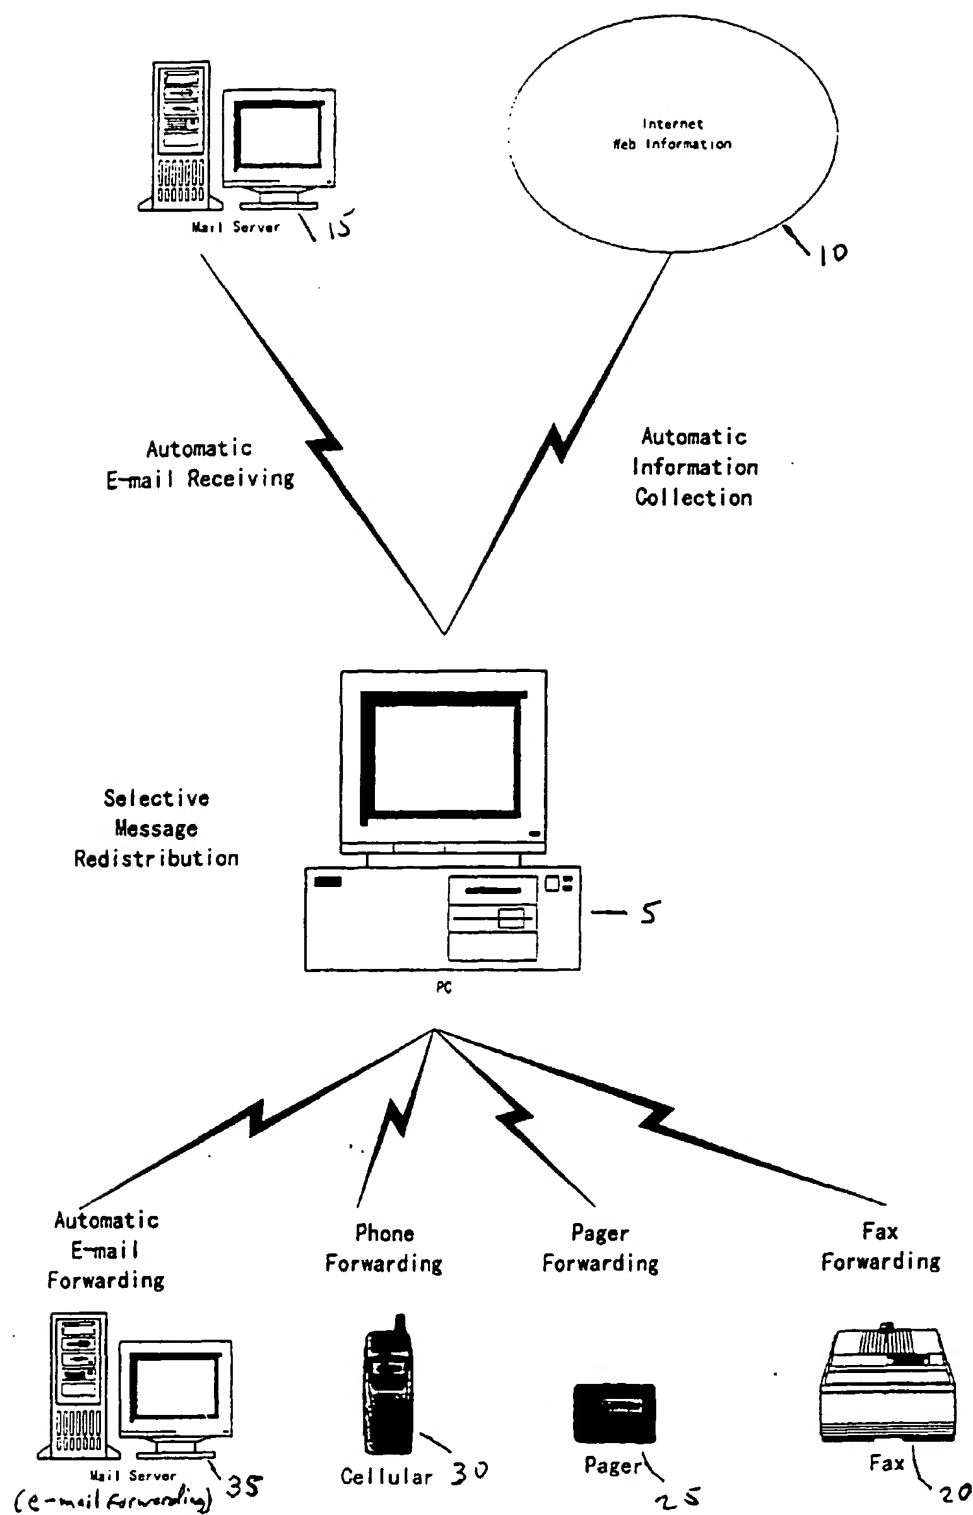 Internet
Web Information
Mail Server
15
10
Automatic
E-mail Receiving
Automatic
Information
Collection
Selective
Message
Redistribution
5
PC
Automatic
E-mail
Forwarding
Phone
Forwarding
Pager
Forwarding
Fax
Forwarding
Mail Server
(e-mail forwarding)
35
Cellular
30
Pager
25
Fax
20